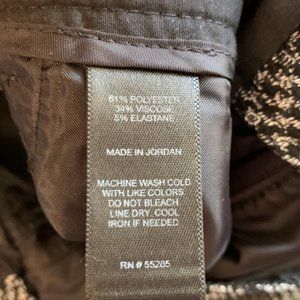 61% POLYESTER
34% VISCOSE
5% ELASTANE
MADE IN JORDAN
MACHINE WASH COLD
WITH LIKE COLORS
DO NOT BLEACH
LINE DRY. COOL
IRON IF NEEDED
RN # 55285